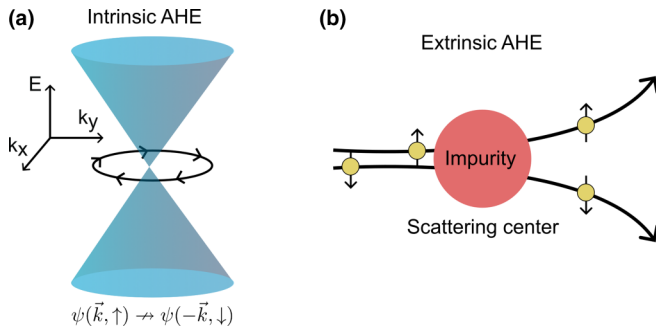 (a)
Intrinsic AHE
E
k_y
k_x
ψ(k⃗, ↑) ↛ ψ(−k⃗, ↓)
(b)
Extrinsic AHE
Impurity
Scattering center